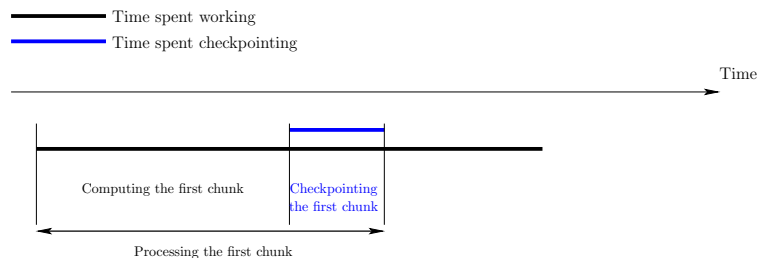 Time spent working
Time spent checkpointing
Time
Computing the first chunk
Checkpointing
the first chunk
Processing the first chunk